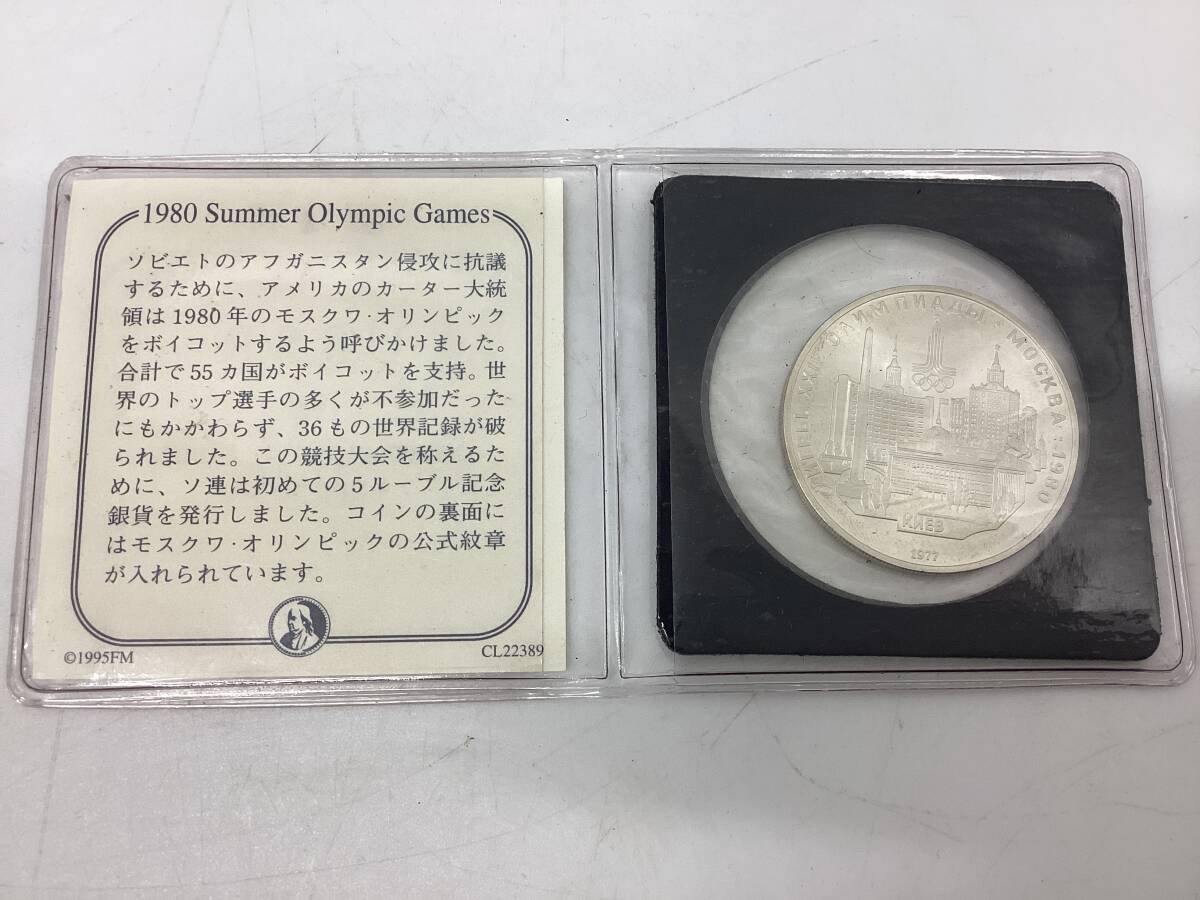 1980 Summer Olympic Games
ソビエトのアフガニスタン侵攻に抗議
するために、アメリカのカーター大統
領は1980年のモスクワ・オリンピック
をボイコットするよう呼びかけました。
合計で55カ国がボイコットを支持。世
界のトップ選手の多くが不参加だった
にもかかわらず、36もの世界記録が破
られました。この競技大会を称えるた
めに、ソ連は初めての5ルーブル記念
銀貨を発行しました。コインの裏面に
はモスクワ・オリンピックの公式紋章
が入れられています。
©1995FM
CL22389
ОЛИМПИАДЫ • МОСКВА • 1980
КИЕВ
1977